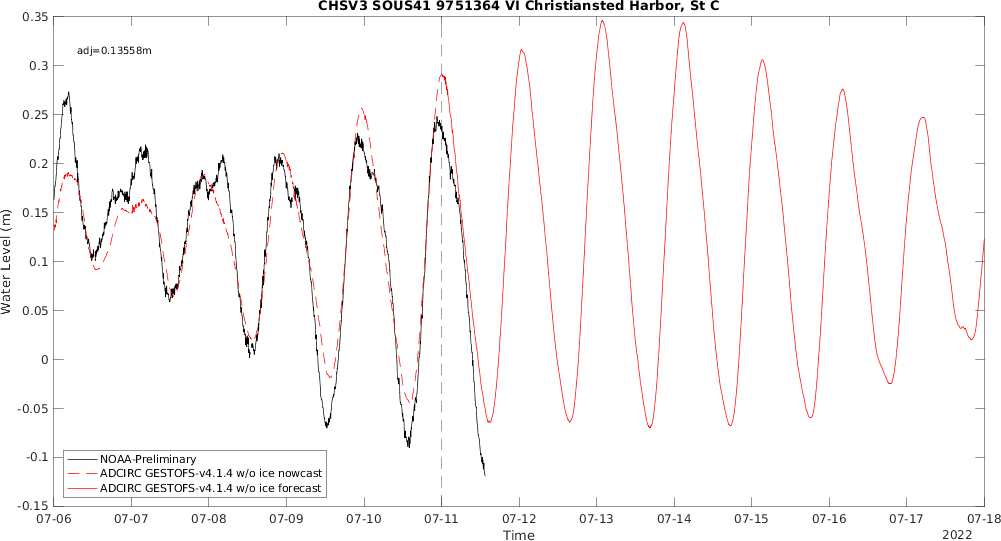 CHSV3 SOUS41 9751364 VI Christiansted Harbor, St C
adj=0.13558m
0.35
0.3
0.25
0.2
0.15
0.1
0.05
0
-0.05
-0.1
-0.15
Water Level (m)
NOAA-Preliminary
ADCIRC GESTOFS-v4.1.4 w/o ice nowcast
ADCIRC GESTOFS-v4.1.4 w/o ice forecast
07-06 07-07 07-08 07-09 07-10 07-11 07-12 07-13 07-14 07-15 07-16 07-17 07-18
Time
2022